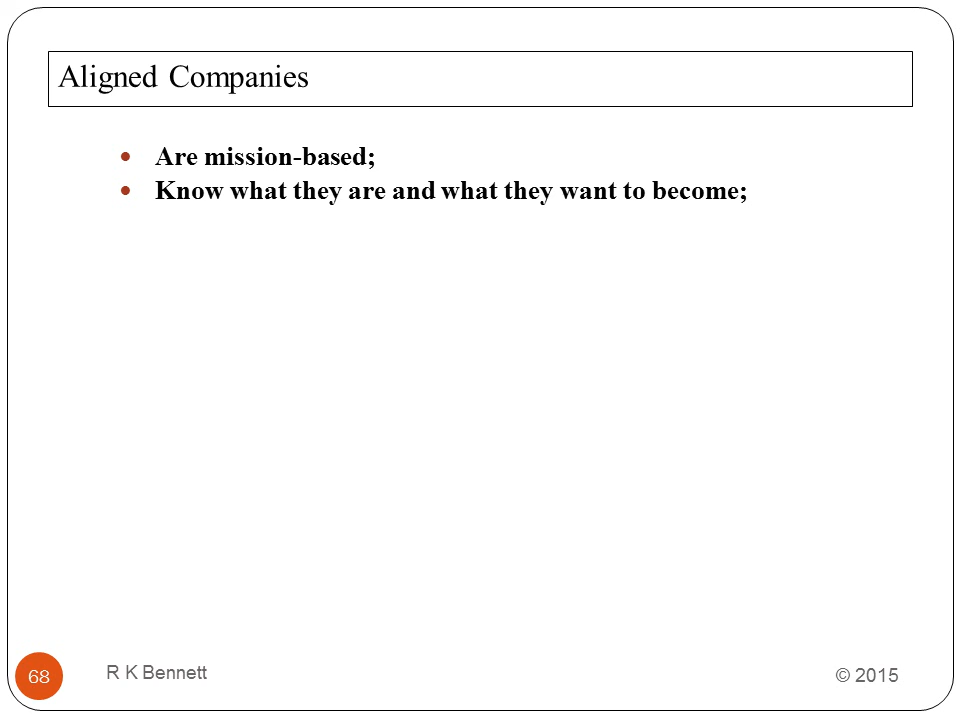 Aligned Companies
Are mission-based;
Know what they are and what they want to become;
68
R K Bennett
© 2015